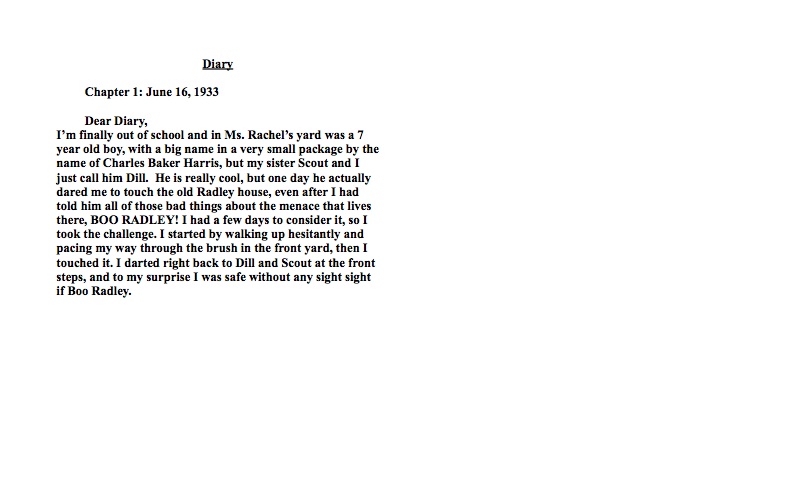 Diary
Chapter 1: June 16, 1933
Dear Diary,
I’m finally out of school and in Ms. Rachel’s yard was a 7
year old boy, with a big name in a very small package by the
name of Charles Baker Harris, but my sister Scout and I
just call him Dill.  He is really cool, but one day he actually
dared me to touch the old Radley house, even after I had
told him all of those bad things about the menace that lives
there, BOO RADLEY! I had a few days to consider it, so I
took the challenge. I started by walking up hesitantly and
pacing my way through the brush in the front yard, then I
touched it. I darted right back to Dill and Scout at the front
steps, and to my surprise I was safe without any sight sight
if Boo Radley.